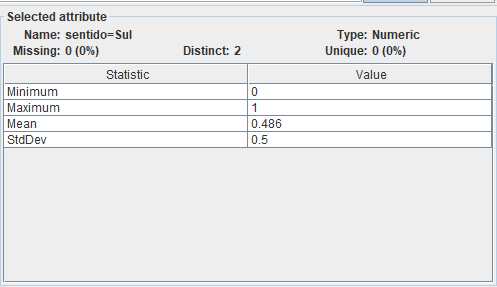 Selected attribute
Name: sentido=Sul Type: Numeric
Missing: 0 (0%) Distinct: 2 Unique: 0 (0%)
Statistic Value
Minimum 0
Maximum 1
Mean 0.486
StdDev 0.5